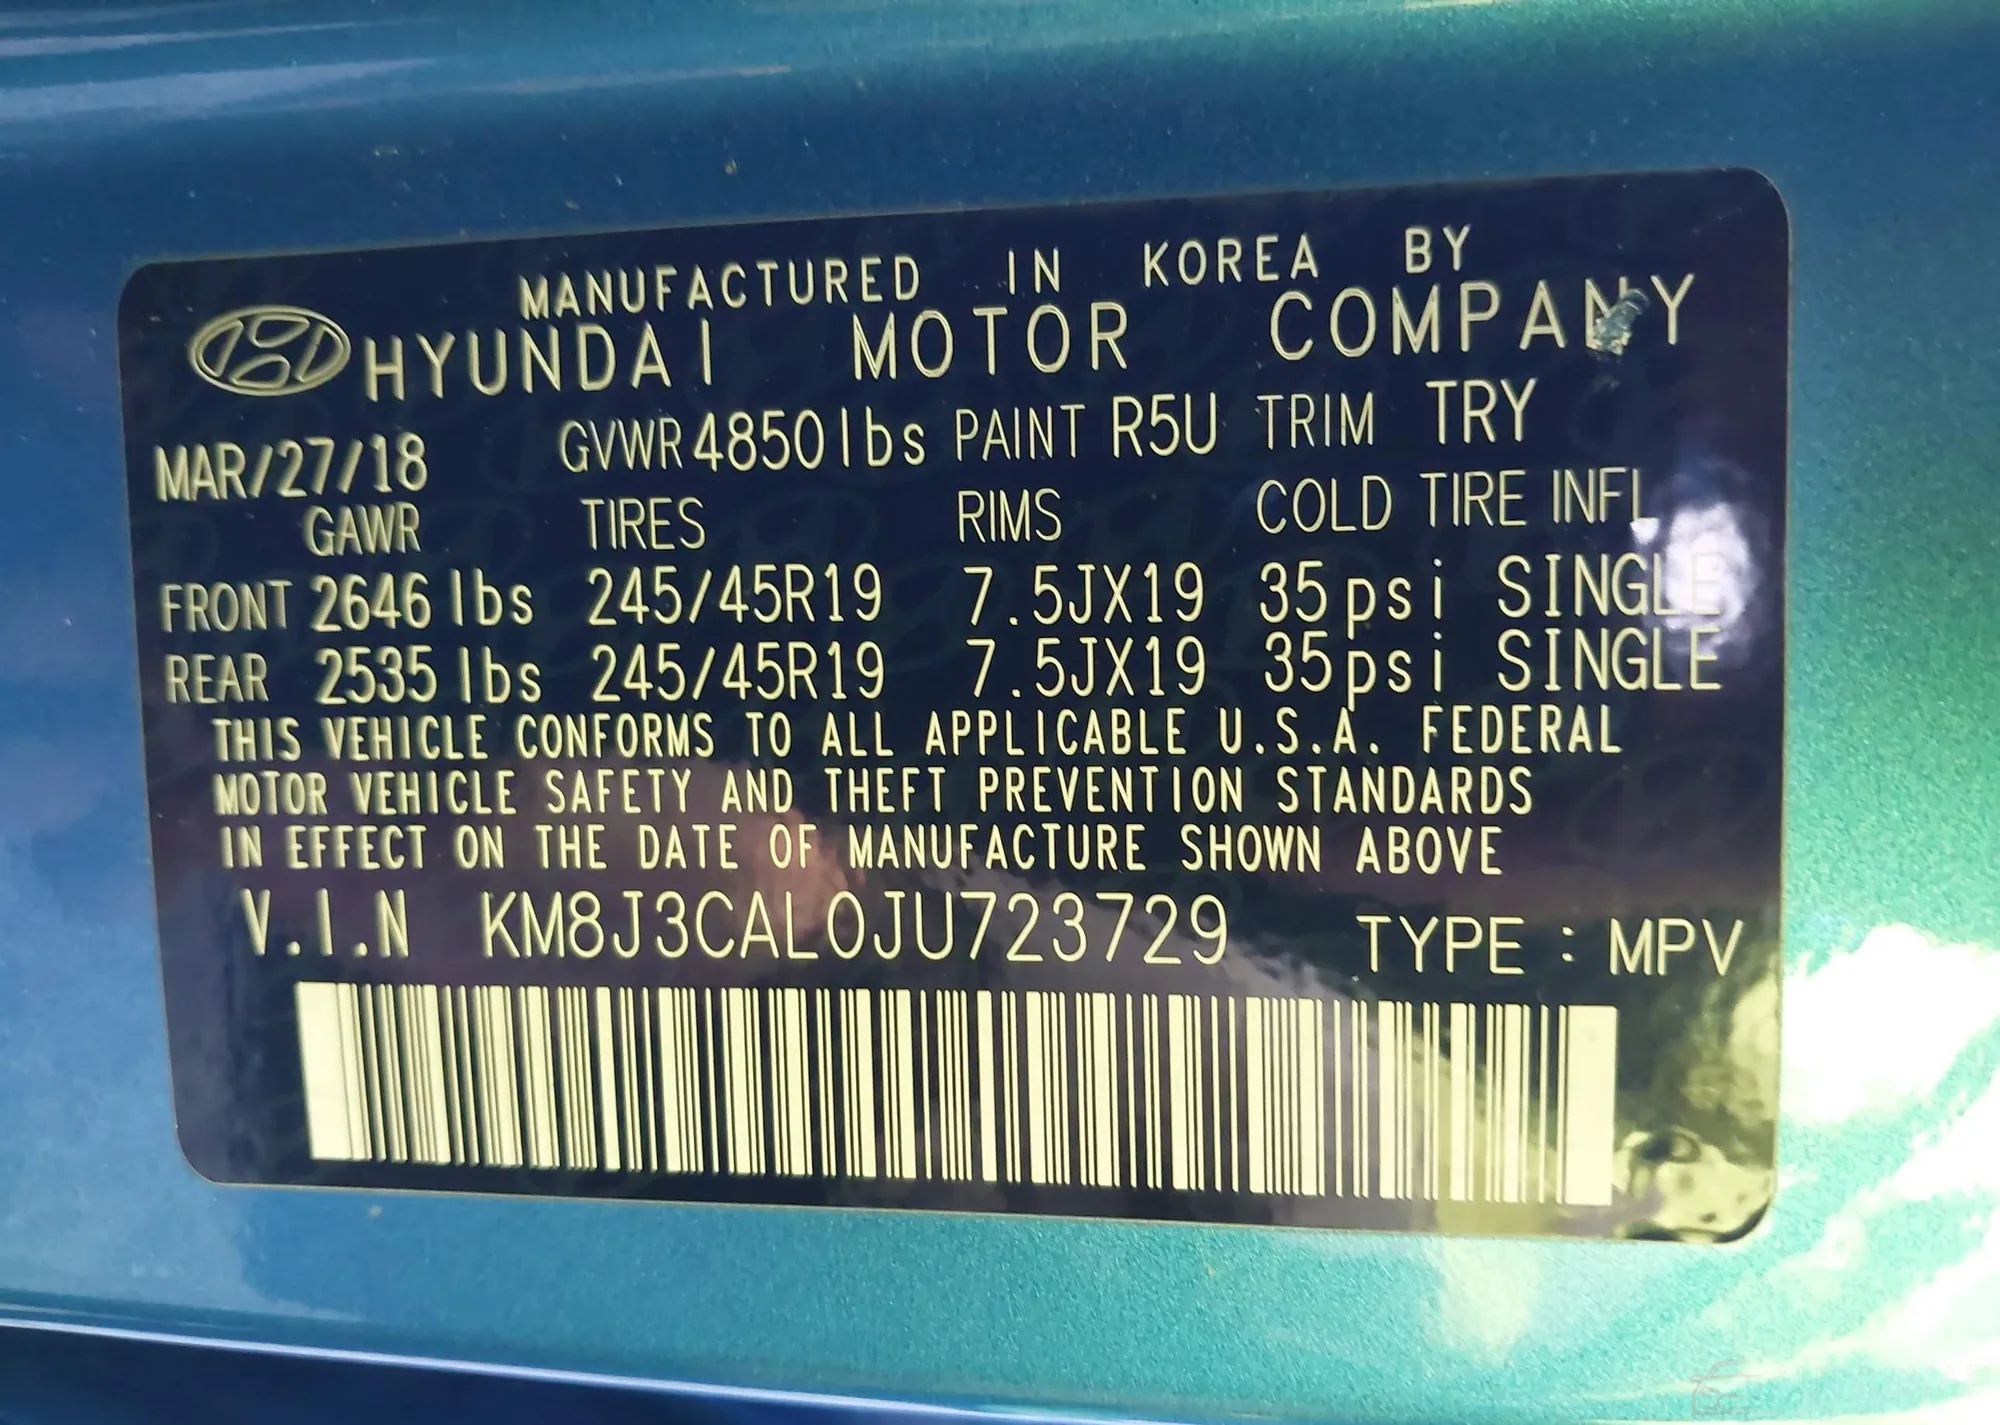 MANUFACTURED IN KOREA BY
HYUNDAI MOTOR COMPANY
MAR/27/18 GVWR 4850lbs PAINT R5U TRIM TRY
GAWR TIRES RIMS COLD TIRE INFL
FRONT 2646 lbs 245/45R19 7.5JX19 35psi SINGLE
REAR 2535 lbs 245/45R19 7.5JX19 35psi SINGLE
THIS VEHICLE CONFORMS TO ALL APPLICABLE U.S.A. FEDERAL
MOTOR VEHICLE SAFETY AND THEFT PREVENTION STANDARDS
IN EFFECT ON THE DATE OF MANUFACTURE SHOWN ABOVE
V.I.N KM8J3CAL0JU723729 TYPE : MPV